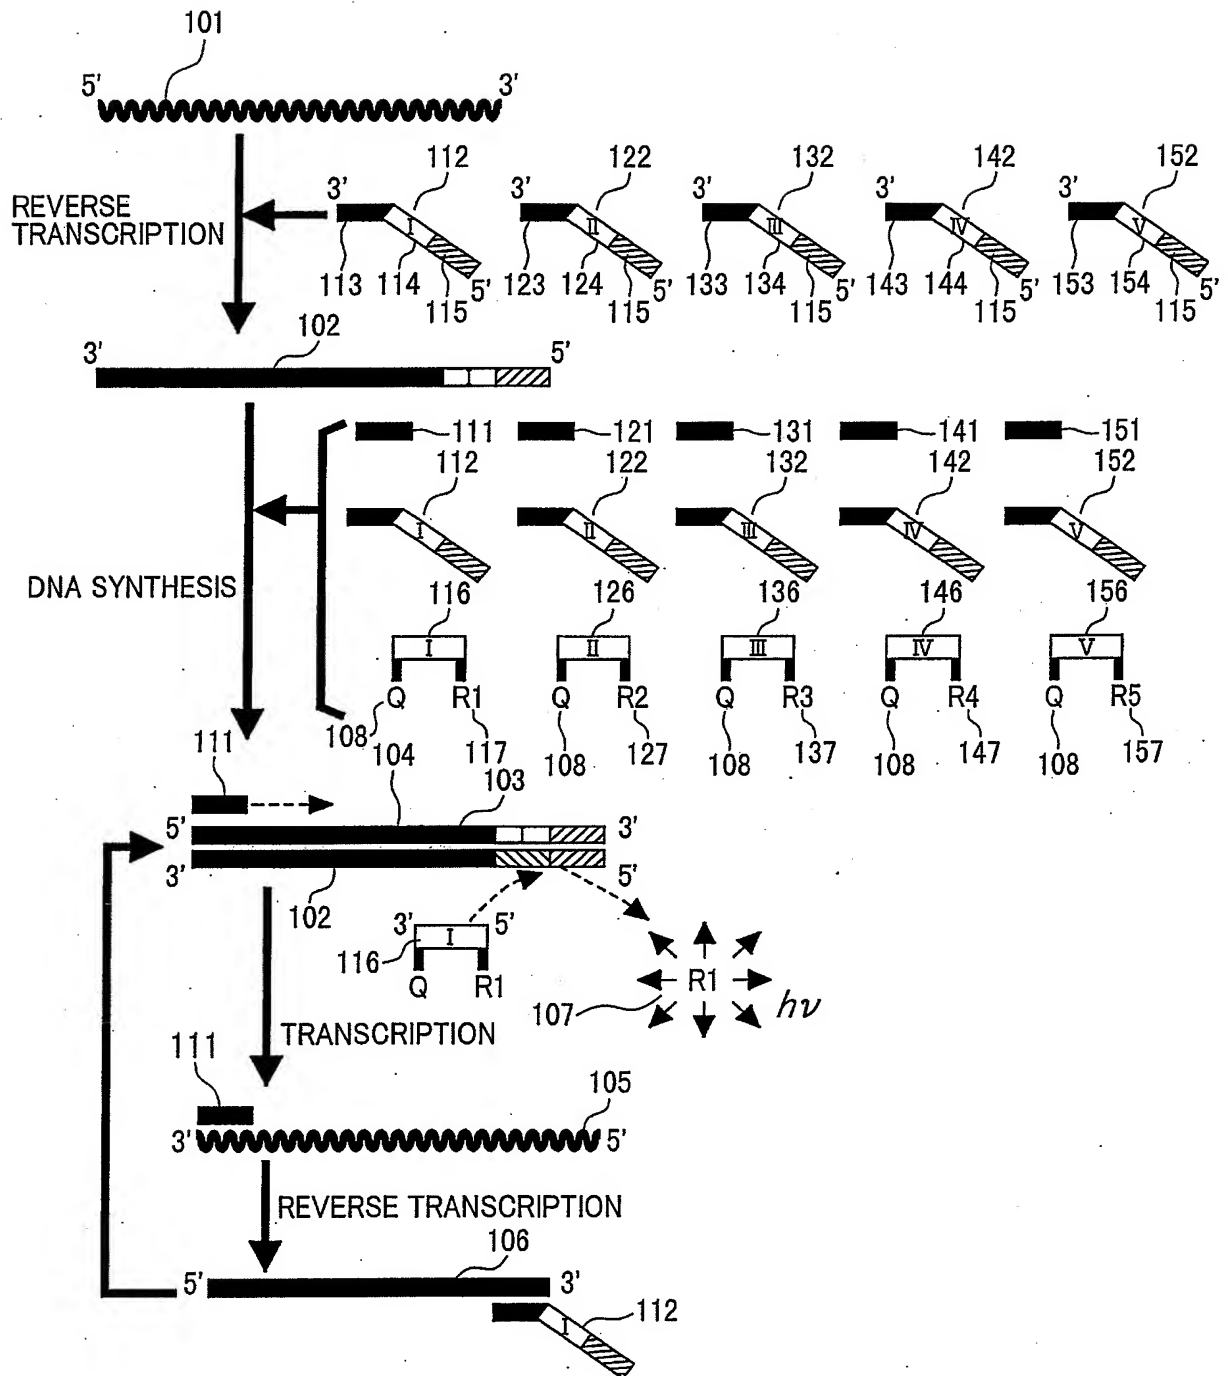 101
5' 3'
112 122 132 142 152
3' 3' 3' 3' 3'
REVERSE
TRANSCRIPTION
I II III IV V
113 114 115 5' 123 124 115 5' 133 134 115 5' 143 144 115 5' 153 154 115 5'
102
3' 5'
111 121 131 141 151
112 122 132 142 152
I II III IV V
DNA SYNTHESIS
116 126 136 146 156
I II III IV V
Q R1 Q R2 Q R3 Q R4 Q R5
108 117 108 127 108 137 108 147 108 157
111 104 103
5' 3'
3' 5'
102
3' I 5'
116
Q R1
R1
107 hν
TRANSCRIPTION
111
105
3' 5'
REVERSE TRANSCRIPTION
106
5' 3'
I 112